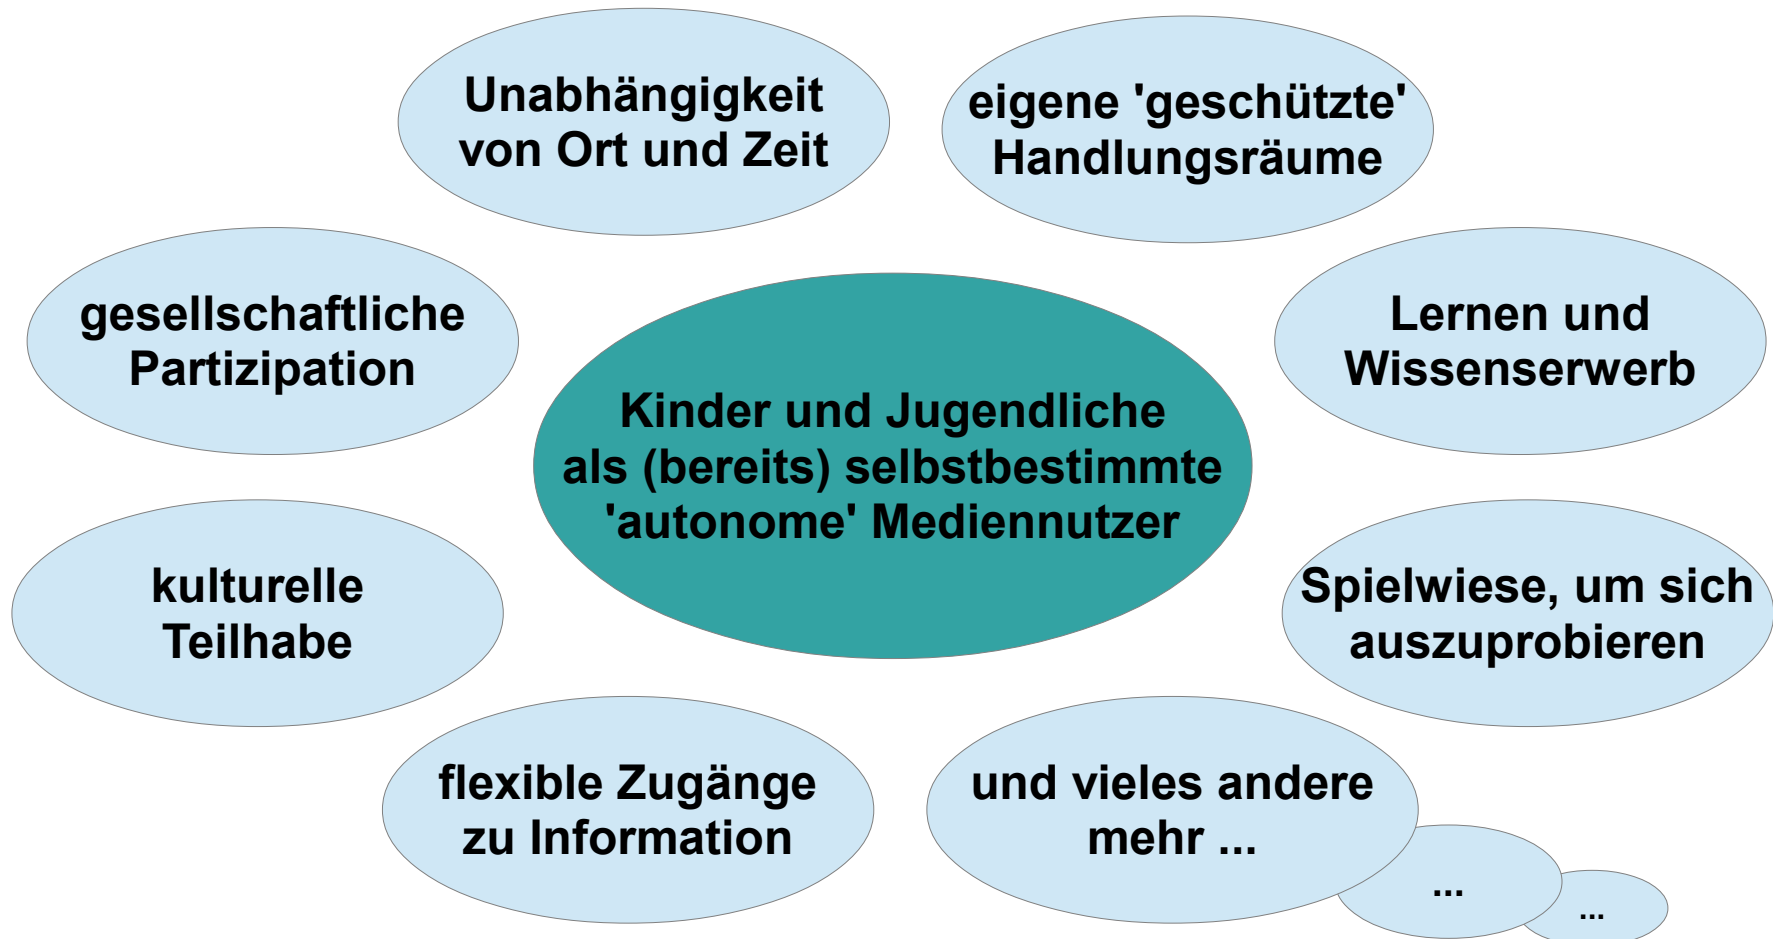 Unabhängigkeit
von Ort und Zeit
eigene 'geschützte'
Handlungsräume
gesellschaftliche
Partizipation
Lernen und
Wissenserwerb
Kinder und Jugendliche
als (bereits) selbstbestimmte
'autonome' Mediennutzer
kulturelle
Teilhabe
Spielwiese, um sich
auszuprobieren
flexible Zugänge
zu Information
und vieles andere
mehr ...
...
...